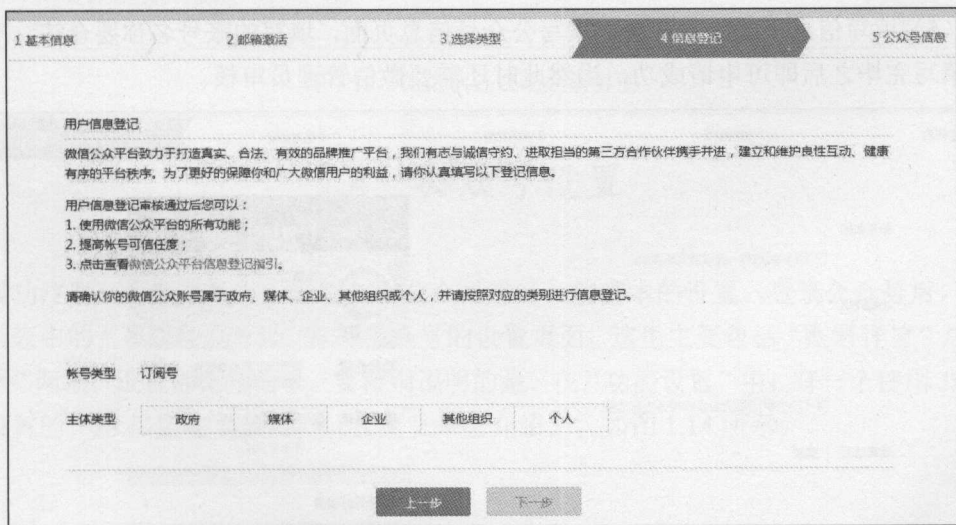 1 基本信息
2 邮箱激活
3 选择类型
4 信息登记
5 公众号信息
用户信息登记
微信公众平台致力于打造真实、合法、有效的品牌推广平台，我们有志与诚信守约、进取担当的第三方合作伙伴携手并进，建立和维护良性互动、健康
有序的平台秩序。为了更好的保障你和广大微信用户的利益，请你认真填写以下登记信息。
用户信息登记审核通过后您可以：
1. 使用微信公众平台的所有功能；
2. 提高帐号可信任度；
3. 点击查看微信公众平台信息登记指引。
请确认你的微信公众账号属于政府、媒体、企业、其他组织或个人，并请按照对应的类别进行信息登记。
帐号类型 订阅号
主体类型 政府 媒体 企业 其他组织 个人
上一步 下一步